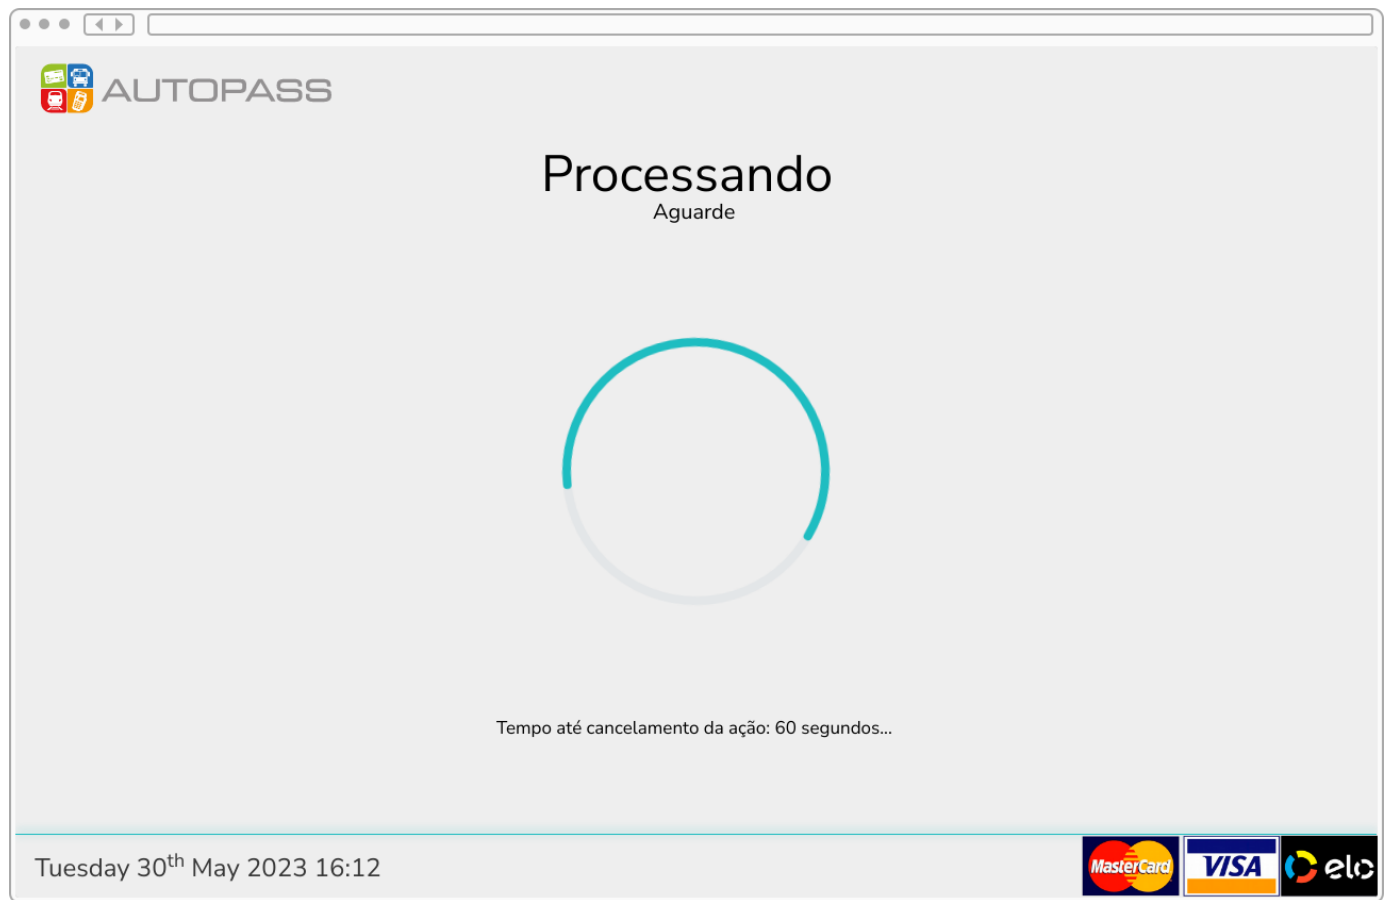 AUTOPASS
Processando
Aguarde
Tempo até cancelamento da ação: 60 segundos...
Tuesday 30th May 2023 16:12
MasterCard VISA elo